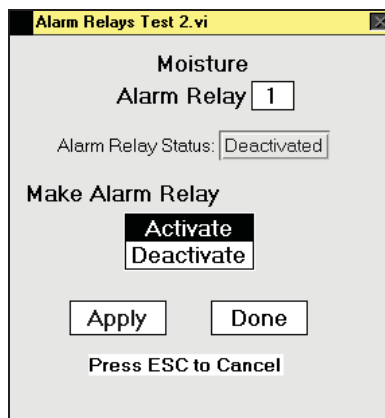 Alarm Relays Test 2.vi
Moisture
Alarm Relay 1
Alarm Relay Status: Deactivated
Make Alarm Relay
Activate
Deactivate
Apply Done
Press ESC to Cancel